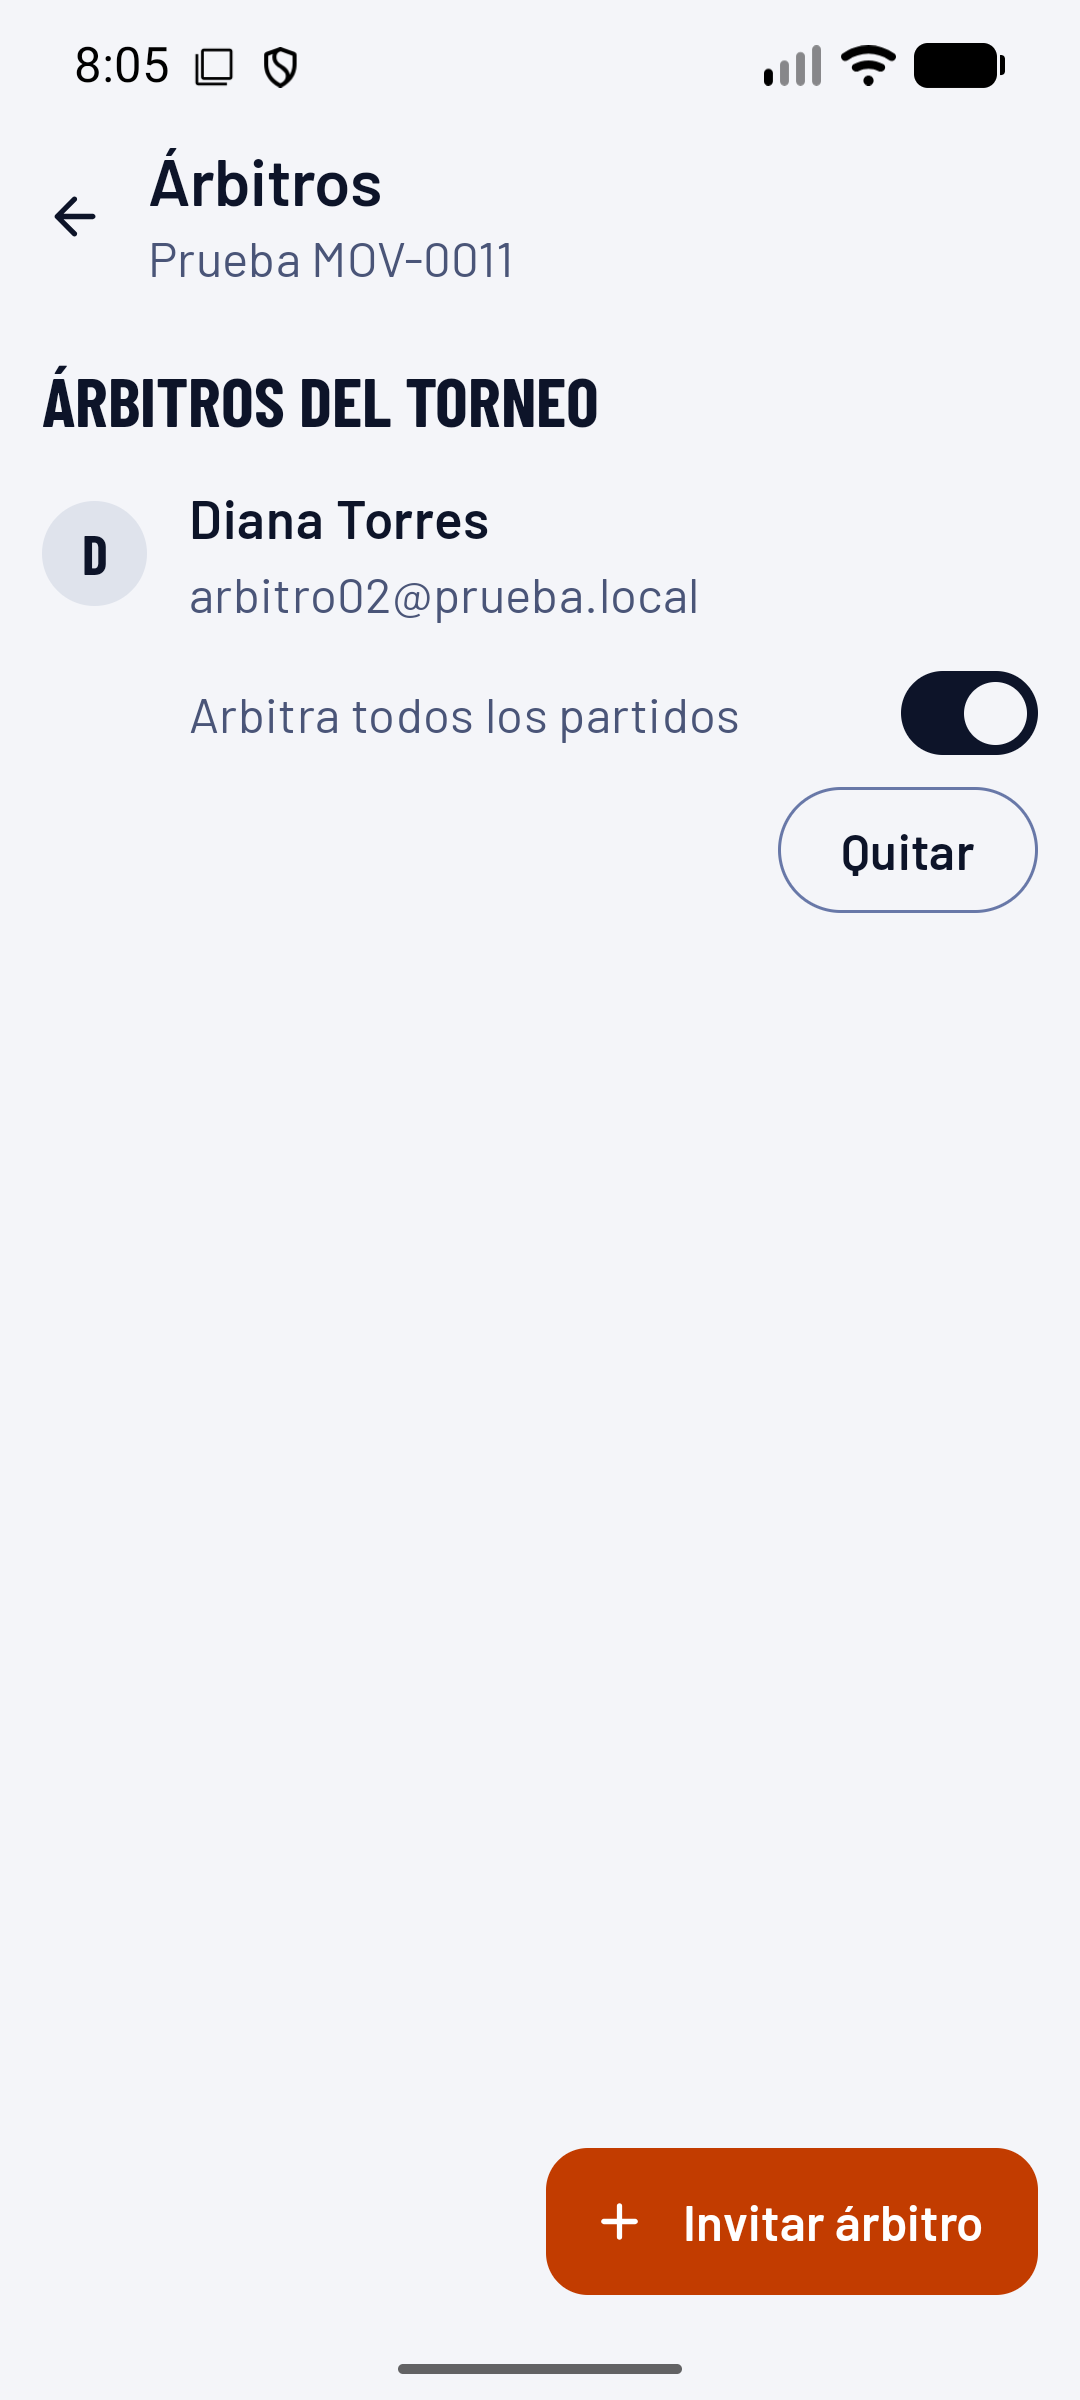 8:05
Árbitros
Prueba MOV-0011
ÁRBITROS DEL TORNEO
D
Diana Torres
arbitro02@prueba.local
Arbitra todos los partidos
Quitar
+ Invitar árbitro